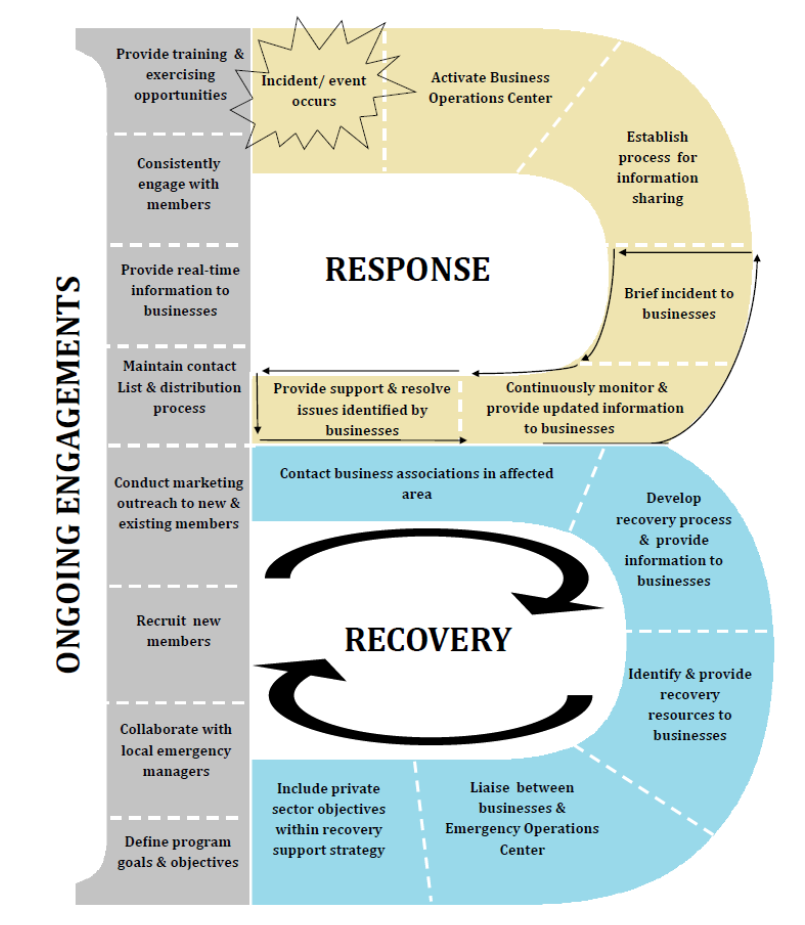 ONGOING ENGAGEMENTS
Provide training &
exercising
opportunities
Consistently
engage with
members
Provide real-time
information to
businesses
Maintain contact
List & distribution
process
Conduct marketing
outreach to new &
existing members
Recruit new
members
Collaborate with
local emergency
managers
Define program
goals & objectives
RESPONSE
Incident/ event
occurs
Activate Business
Operations Center
Establish
process for
information
sharing
Brief incident to
businesses
Continuously monitor &
provide updated information
to businesses
Provide support & resolve
issues identified by
businesses
RECOVERY
Contact business associations in affected
area
Develop
recovery process
& provide
information to
businesses
Identify & provide
recovery
resources to
businesses
Liaise between
businesses &
Emergency Operations
Center
Include private
sector objectives
within recovery
support strategy